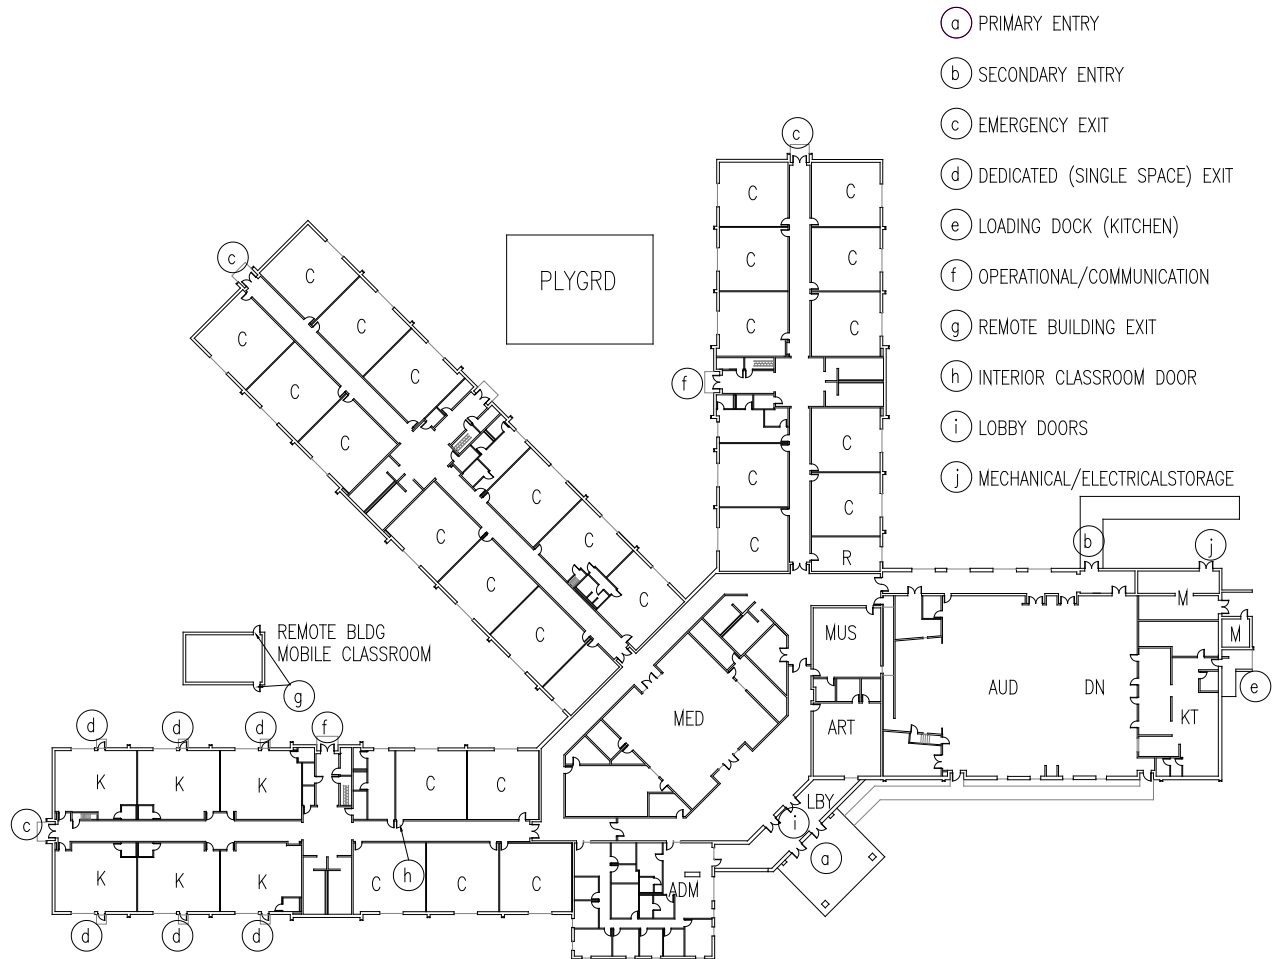 a PRIMARY ENTRY
b SECONDARY ENTRY
c EMERGENCY EXIT
d DEDICATED (SINGLE SPACE) EXIT
e LOADING DOCK (KITCHEN)
f OPERATIONAL/COMMUNICATION
g REMOTE BUILDING EXIT
h INTERIOR CLASSROOM DOOR
i LOBBY DOORS
j MECHANICAL/ELECTRICALSTORAGE
c
C C
C C
C C
f
C
C C
C R
c
C
C
C
C
C
C
C
C
C
C
C
C
PLYGRD
b
j
M
M
e
MUS
AUD DN
KT
ART
MED
LBY
i
a
REMOTE BLDG
MOBILE CLASSROOM
g
d d d f
K K K C C
c
h
K K K C C C
ADM
d d d